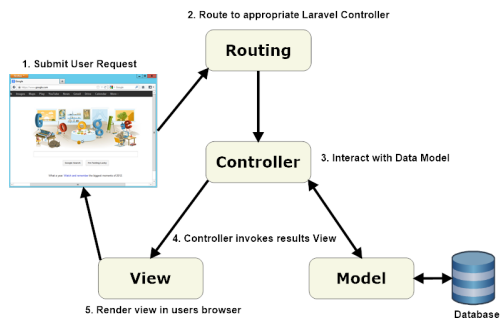 2. Route to appropriate Laravel Controller
Routing
1. Submit User Request
Google
Controller
3. Interact with Data Model
4. Controller invokes results View
View
Model
5. Render view in users browser
Database